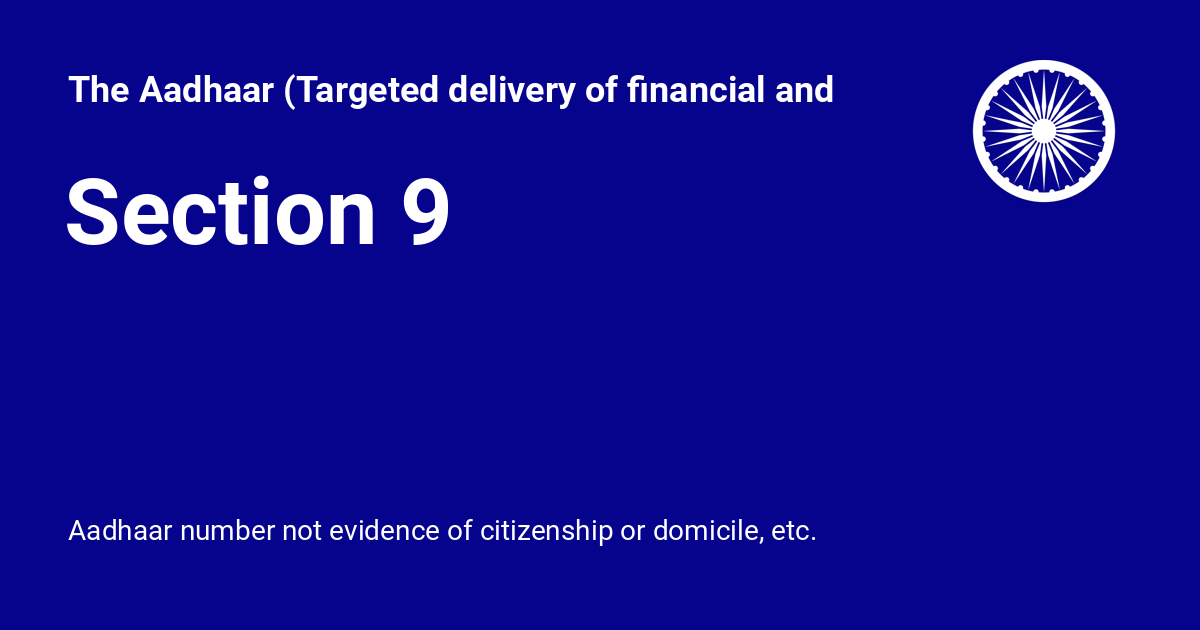 The Aadhaar (Targeted delivery of financial and
Section 9
Aadhaar number not evidence of citizenship or domicile, etc.